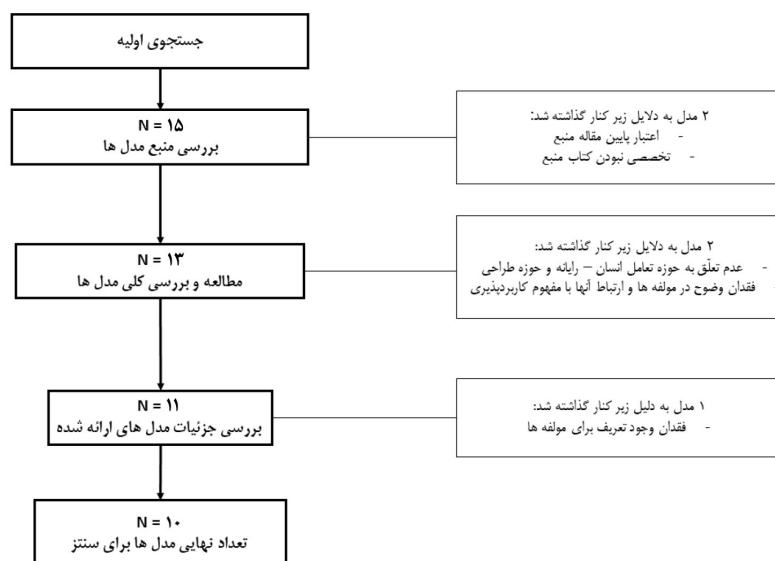 جستجوی اولیه
N = ۱۵
بررسی منبع مدل ها
۲ مدل به دلایل زیر کنار گذاشته شد:
- اعتبار پایین مقاله منبع
- تخصصی نبودن کتاب منبع
N = ۱۳
مطالعه و بررسی کلی مدل ها
۲ مدل به دلایل زیر کنار گذاشته شد:
- عدم تعلّق به حوزه تعامل انسان – رایانه و حوزه طراحی
- فقدان وضوح در مولفه ها و ارتباط آنها با مفهوم کاربردپذیری
N = ۱۱
بررسی جزئیات مدل های ارائه شده
۱ مدل به دلیل زیر کنار گذاشته شد:
- فقدان وجود تعریف برای مولفه ها
N = ۱۰
تعداد نهایی مدل ها برای سنتز